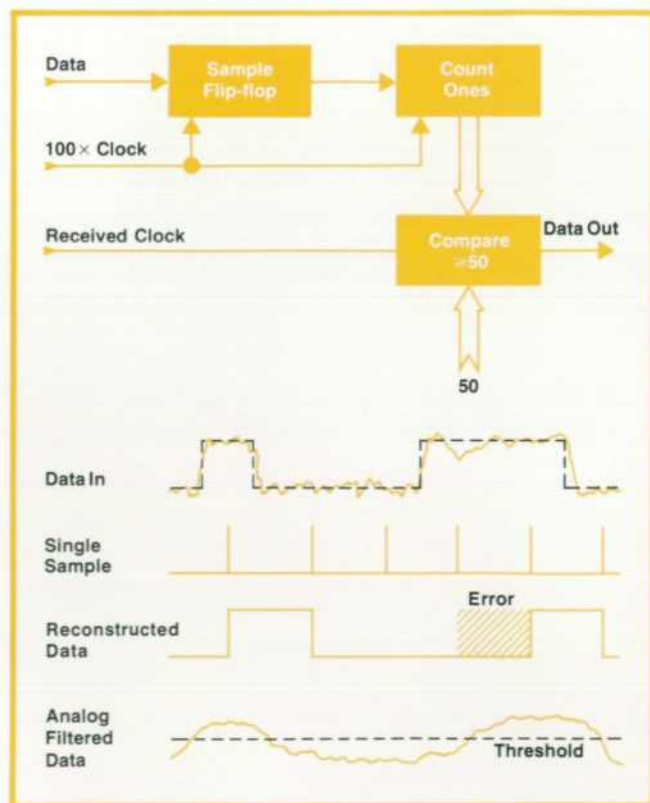 Data
Sample
Flip-flop
Count
Ones
100× Clock
Received Clock
Compare
≥50
Data Out
50
Data In
Single
Sample
Error
Reconstructed
Data
Analog
Filtered
Data
Threshold